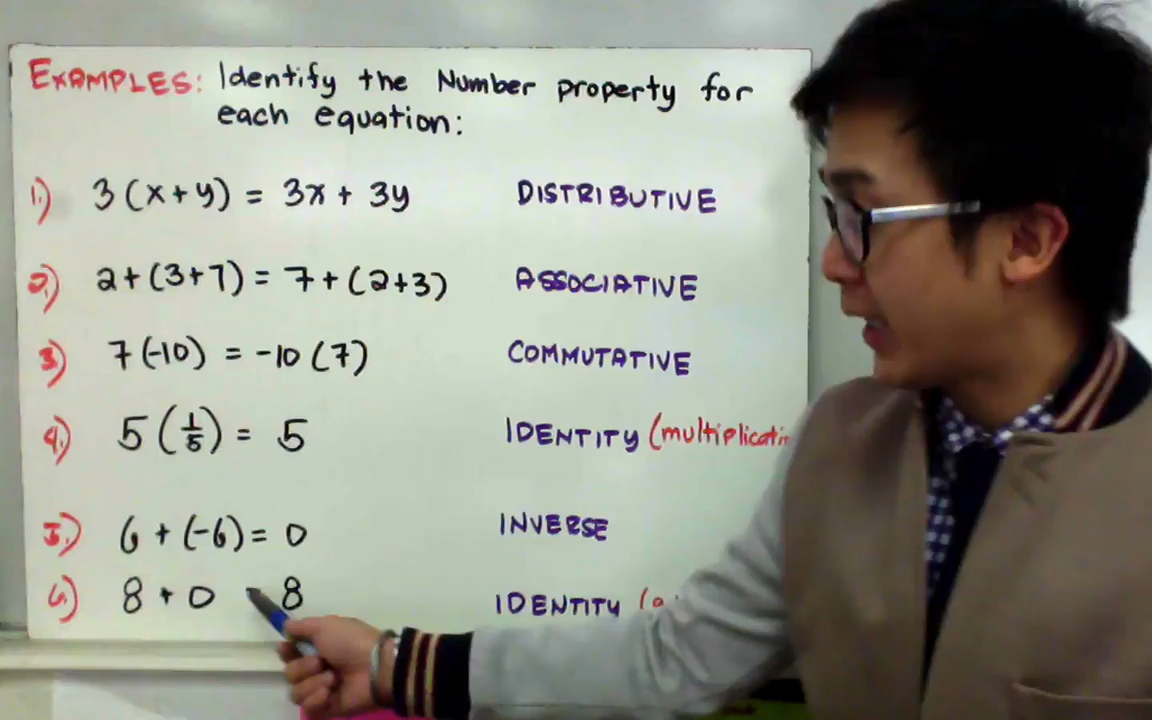 EXAMPLES: Identify the Number property for
each equation:
1.) 3(x+y) = 3x + 3y DISTRIBUTIVE
2.) 2+(3+7) = 7+(2+3) ASSOCIATIVE
3.) 7(-10) = -10(7) COMMUTATIVE
4.) 5(1/5) = 5 IDENTITY (multiplicati
5.) 6 + (-6) = 0 INVERSE
6.) 8 + 0 8 IDENTITY (a